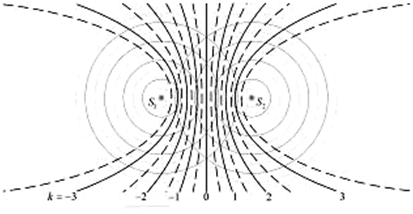 S₁ S₂
k = -3 -2 -1 0 1 2 3